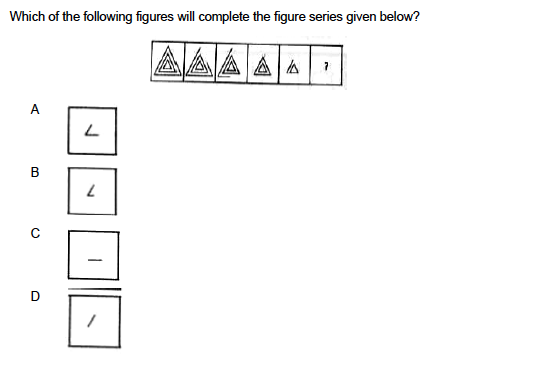 Which of the following figures will complete the figure series given below?
?
A
B
C
D